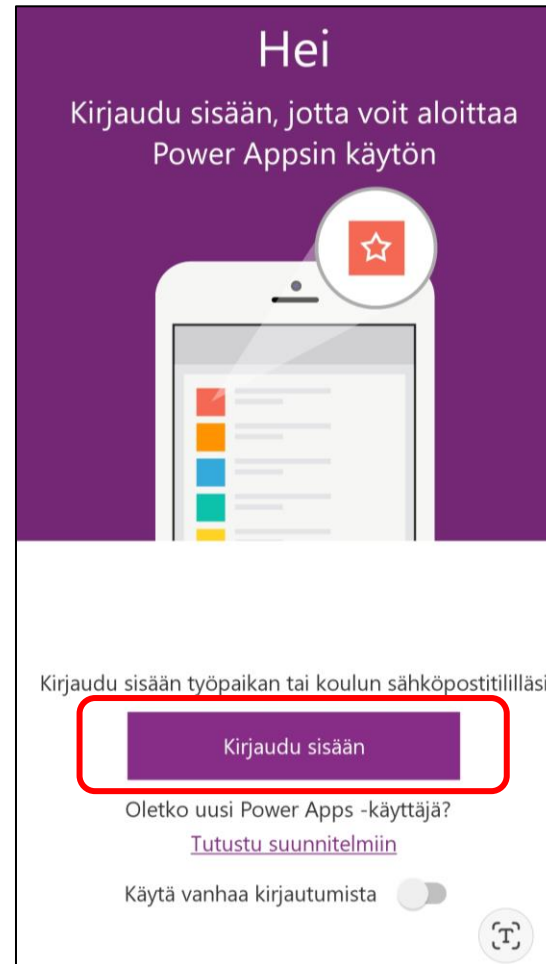 Hei
Kirjaudu sisään, jotta voit aloittaa
Power Appsin käytön
Kirjaudu sisään työpaikan tai koulun sähköpostitililläsi
Kirjaudu sisään
Oletko uusi Power Apps -käyttäjä?
Tutustu suunnitelmiin
Käytä vanhaa kirjautumista
T